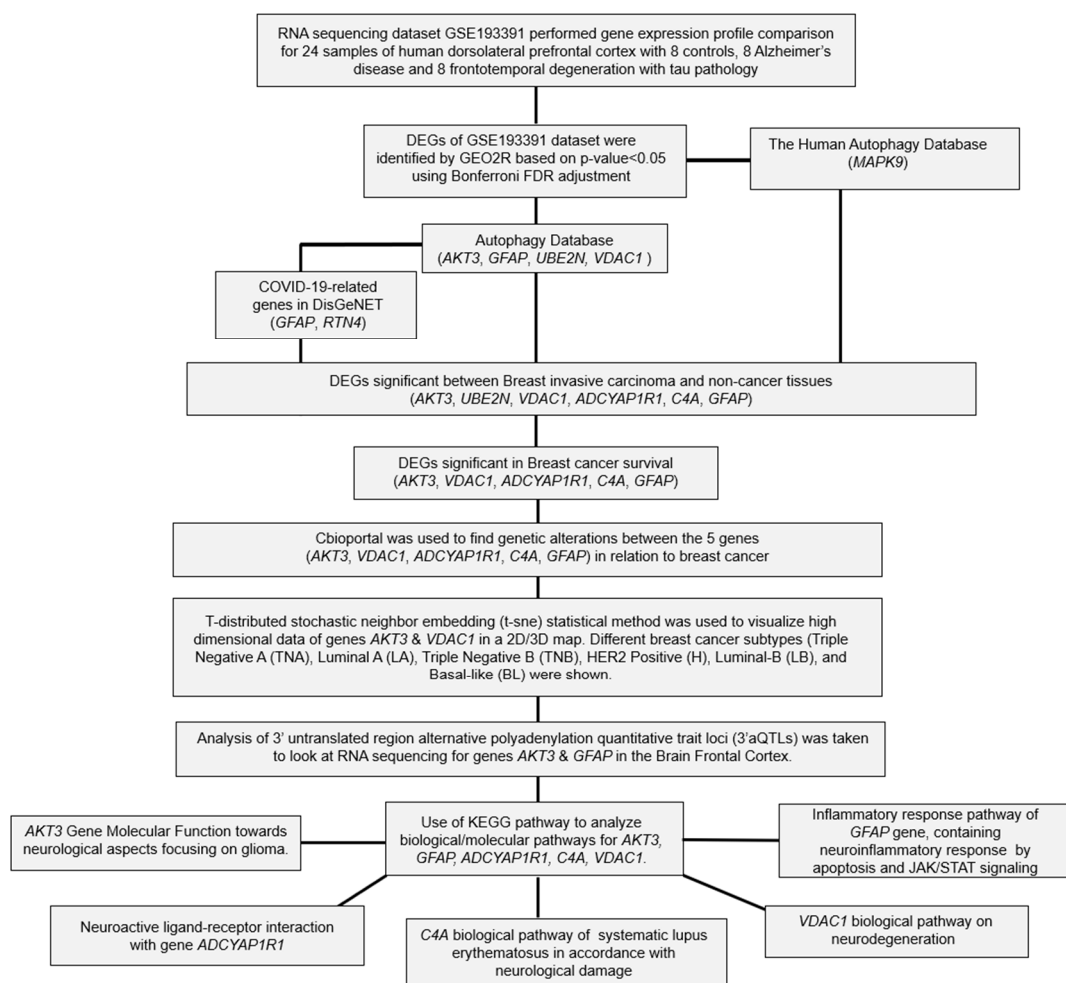 RNA sequencing dataset GSE193391 performed gene expression profile comparison
for 24 samples of human dorsolateral prefrontal cortex with 8 controls, 8 Alzheimer's
disease and 8 frontotemporal degeneration with tau pathology
DEGs of GSE193391 dataset were
identified by GEO2R based on p-value<0.05
using Bonferroni FDR adjustment
The Human Autophagy Database
(MAPK9)
Autophagy Database
(AKT3, GFAP, UBE2N, VDAC1 )
COVID-19-related
genes in DisGeNET
(GFAP, RTN4)
DEGs significant between Breast invasive carcinoma and non-cancer tissues
(AKT3, UBE2N, VDAC1, ADCYAP1R1, C4A, GFAP)
DEGs significant in Breast cancer survival
(AKT3, VDAC1, ADCYAP1R1, C4A, GFAP)
Cbioportal was used to find genetic alterations between the 5 genes
(AKT3, VDAC1, ADCYAP1R1, C4A, GFAP) in relation to breast cancer
T-distributed stochastic neighbor embedding (t-sne) statistical method was used to visualize high
dimensional data of genes AKT3 & VDAC1 in a 2D/3D map. Different breast cancer subtypes (Triple
Negative A (TNA), Luminal A (LA), Triple Negative B (TNB), HER2 Positive (H), Luminal-B (LB), and
Basal-like (BL) were shown.
Analysis of 3' untranslated region alternative polyadenylation quantitative trait loci (3'aQTLs) was taken
to look at RNA sequencing for genes AKT3 & GFAP in the Brain Frontal Cortex.
AKT3 Gene Molecular Function towards
neurological aspects focusing on glioma.
Use of KEGG pathway to analyze
biological/molecular pathways for AKT3,
GFAP, ADCYAP1R1, C4A, VDAC1.
Inflammatory response pathway of
GFAP gene, containing
neuroinflammatory response by
apoptosis and JAK/STAT signaling
Neuroactive ligand-receptor interaction
with gene ADCYAP1R1
C4A biological pathway of systematic lupus
erythematosus in accordance with
neurological damage
VDAC1 biological pathway on
neurodegeneration